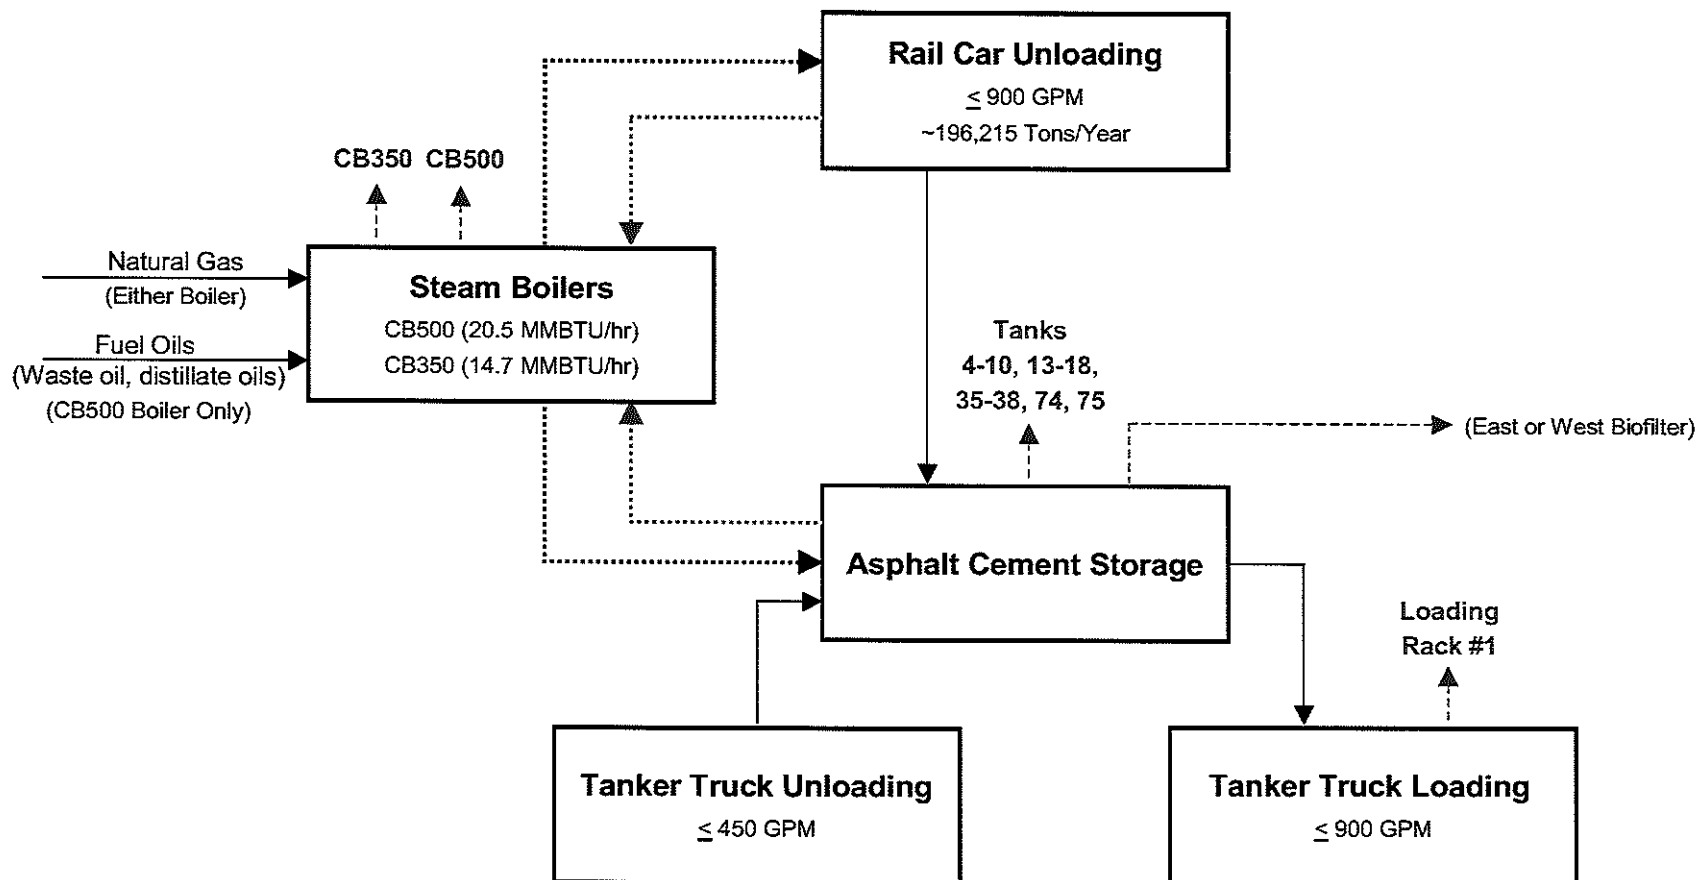 Rail Car Unloading
≤ 900 GPM
~196,215 Tons/Year
CB350 CB500
Natural Gas
(Either Boiler)
Fuel Oils
(Waste oil, distillate oils)
(CB500 Boiler Only)
Steam Boilers
CB500 (20.5 MMBTU/hr)
CB350 (14.7 MMBTU/hr)
Tanks
4-10, 13-18,
35-38, 74, 75
(East or West Biofilter)
Asphalt Cement Storage
Loading
Rack #1
Tanker Truck Unloading
≤ 450 GPM
Tanker Truck Loading
≤ 900 GPM